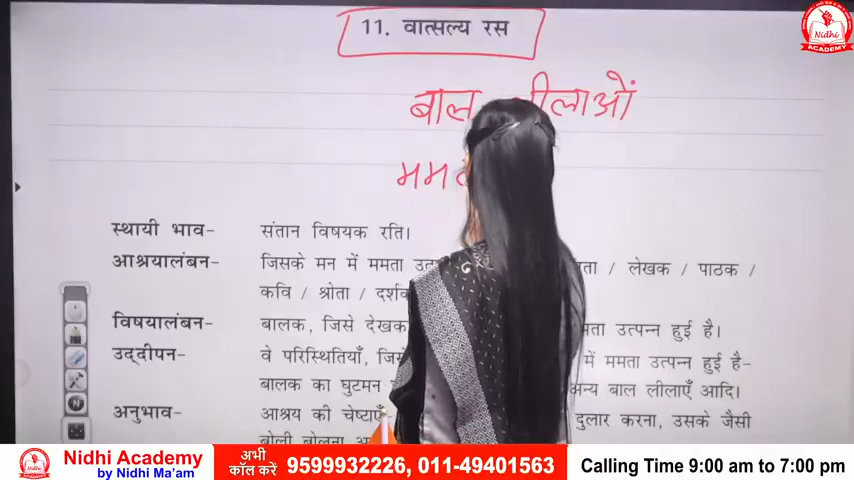 11. वात्सल्य रस
बाल लीलाओं
मम
स्थायी भाव- संतान विषयक रति।
आश्रयालंबन- जिसके मन में ममता / लेखक / पाठक /
कवि / श्रोता / दर्शक
विषयालंबन- बालक, जिसे देखक मता उत्पन्न हुई है।
उद्दीपन- वे परिस्थितियाँ, में ममता उत्पन्न हुई है-
बालक का घुटमन अन्य बाल लीलाएँ आदि।
अनुभाव- आश्रय की चेष्टाएँ- दुलार करना, उसके जैसी
बोली बोलना
Nidhi
ACADEMY
Nidhi Academy
by Nidhi Ma'am
अभी
कॉल करें
9599932226, 011-49401563
Calling Time 9:00 am to 7:00 pm